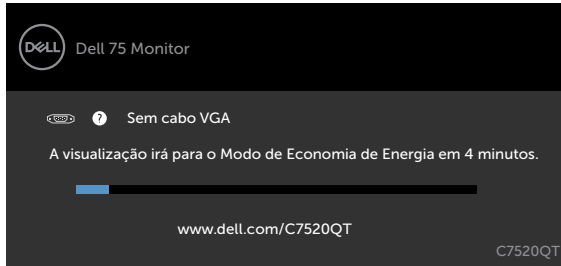 DELL Dell 75 Monitor
? Sem cabo VGA
A visualização irá para o Modo de Economia de Energia em 4 minutos.
www.dell.com/C7520QT
C7520QT